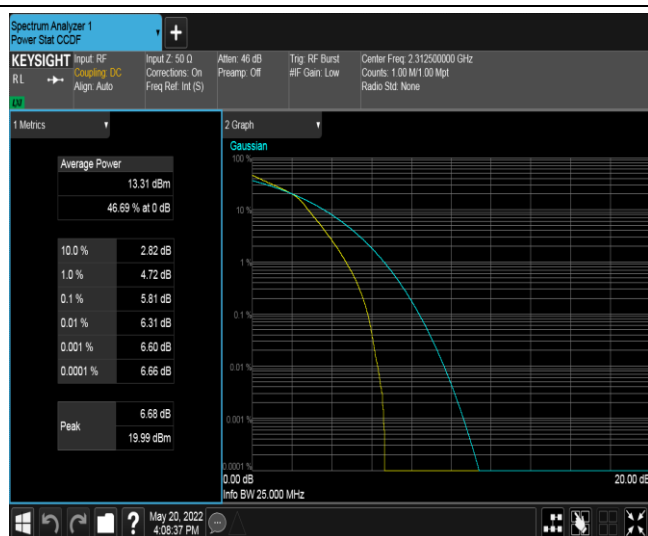 Spectrum Analyzer 1
Power Stat CCDF
+
KEYSIGHT
RL
LXI
Input: RF
Coupling: DC
Align: Auto
Input Z: 50 Ω
Corrections: On
Freq Ref: Int (S)
Atten: 46 dB
Preamp: Off
Trig: RF Burst
#IF Gain: Low
Center Freq: 2.312500000 GHz
Counts: 1.00 M/1.00 Mpt
Radio Std: None
1 Metrics
Average Power
13.31 dBm
46.69 % at 0 dB
10.0 % 2.82 dB
1.0 % 4.72 dB
0.1 % 5.81 dB
0.01 % 6.31 dB
0.001 % 6.60 dB
0.0001 % 6.66 dB
Peak
6.68 dB
19.99 dBm
2 Graph
Gaussian
100 %
10 %
1 %
0.1 %
0.01 %
0.001 %
0.0001 %
0.00 dB
20.00 dB
Info BW 25.000 MHz
?
May 20, 2022
4:08:37 PM